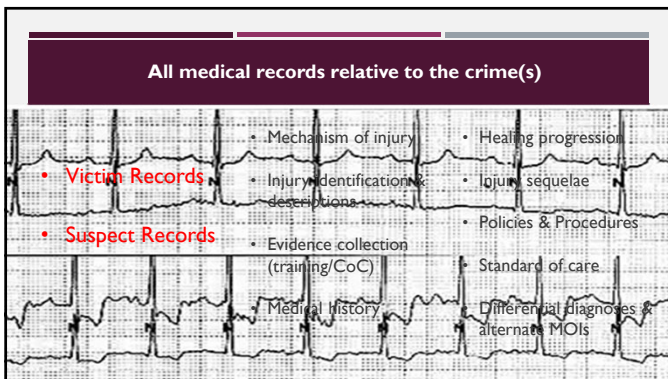 All medical records relative to the crime(s)
• Victim Records
• Suspect Records
• Mechanism of injury
• Injury identification &
descriptions
• Evidence collection
(training/CoC)
• Medical history
• Healing progression
• Injury sequelae
• Policies & Procedures
• Standard of care
• Differential diagnoses &
alternate MOIs